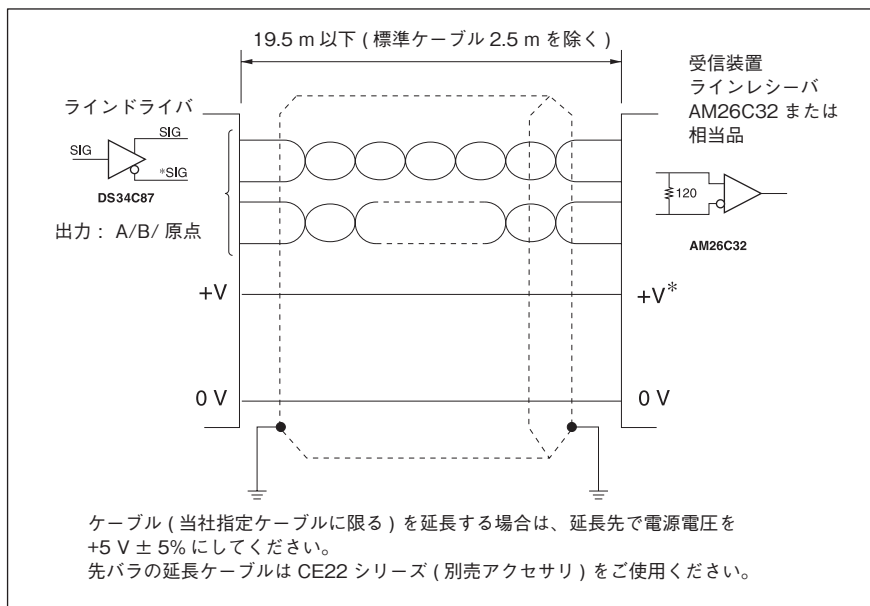 19.5 m 以下 ( 標準ケーブル 2.5 m を除く )
受信装置
ラインレシーバ
AM26C32 または
相当品
ラインドライバ
SIG
SIG
*SIG
DS34C87
出力 : A/B/ 原点
120
AM26C32
+V
+V*
0 V
0 V
ケーブル ( 当社指定ケーブルに限る ) を延長する場合は、延長先で電源電圧を
+5 V ± 5% にしてください。
先バラの延長ケーブルは CE22 シリーズ ( 別売アクセサリ ) をご使用ください。